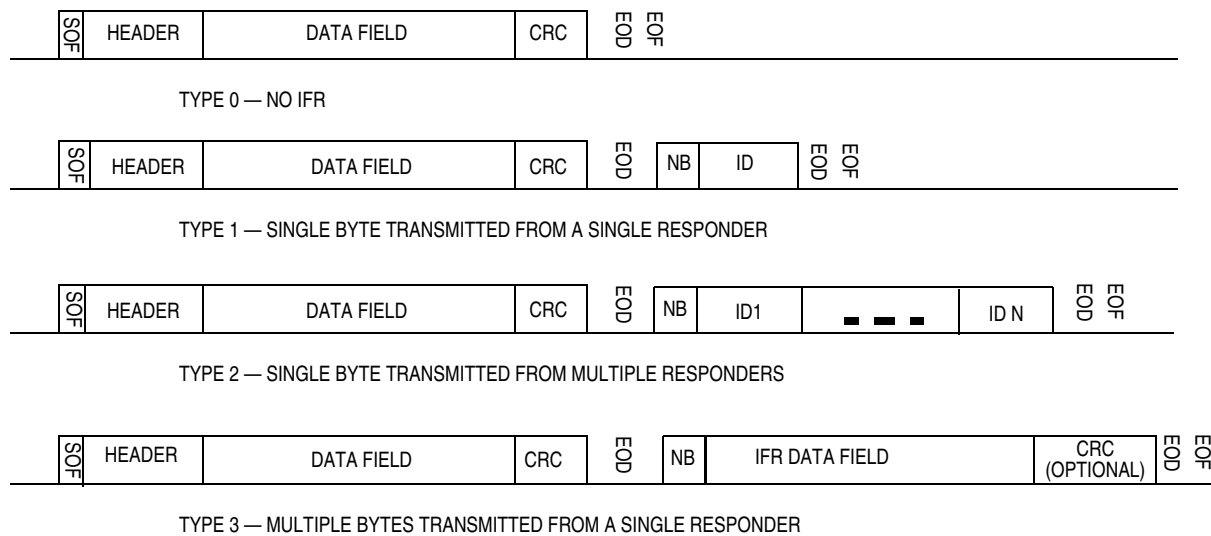 SOF HEADER DATA FIELD CRC EOD EOF
TYPE 0 — NO IFR
SOF HEADER DATA FIELD CRC EOD NB ID EOD EOF
TYPE 1 — SINGLE BYTE TRANSMITTED FROM A SINGLE RESPONDER
SOF HEADER DATA FIELD CRC EOD NB ID1 ID N EOD EOF
TYPE 2 — SINGLE BYTE TRANSMITTED FROM MULTIPLE RESPONDERS
SOF HEADER DATA FIELD CRC EOD NB IFR DATA FIELD CRC (OPTIONAL) EOD EOF
TYPE 3 — MULTIPLE BYTES TRANSMITTED FROM A SINGLE RESPONDER